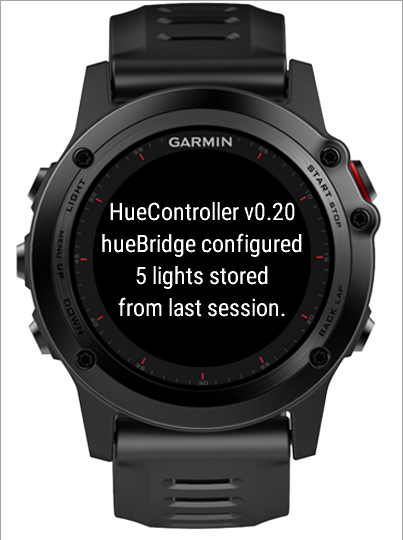 GARMIN
LIGHT
START STOP
HueController v0.20
hueBridge configured
5 lights stored
from last session.
MENU UP
DOWN
BACK LAP
30